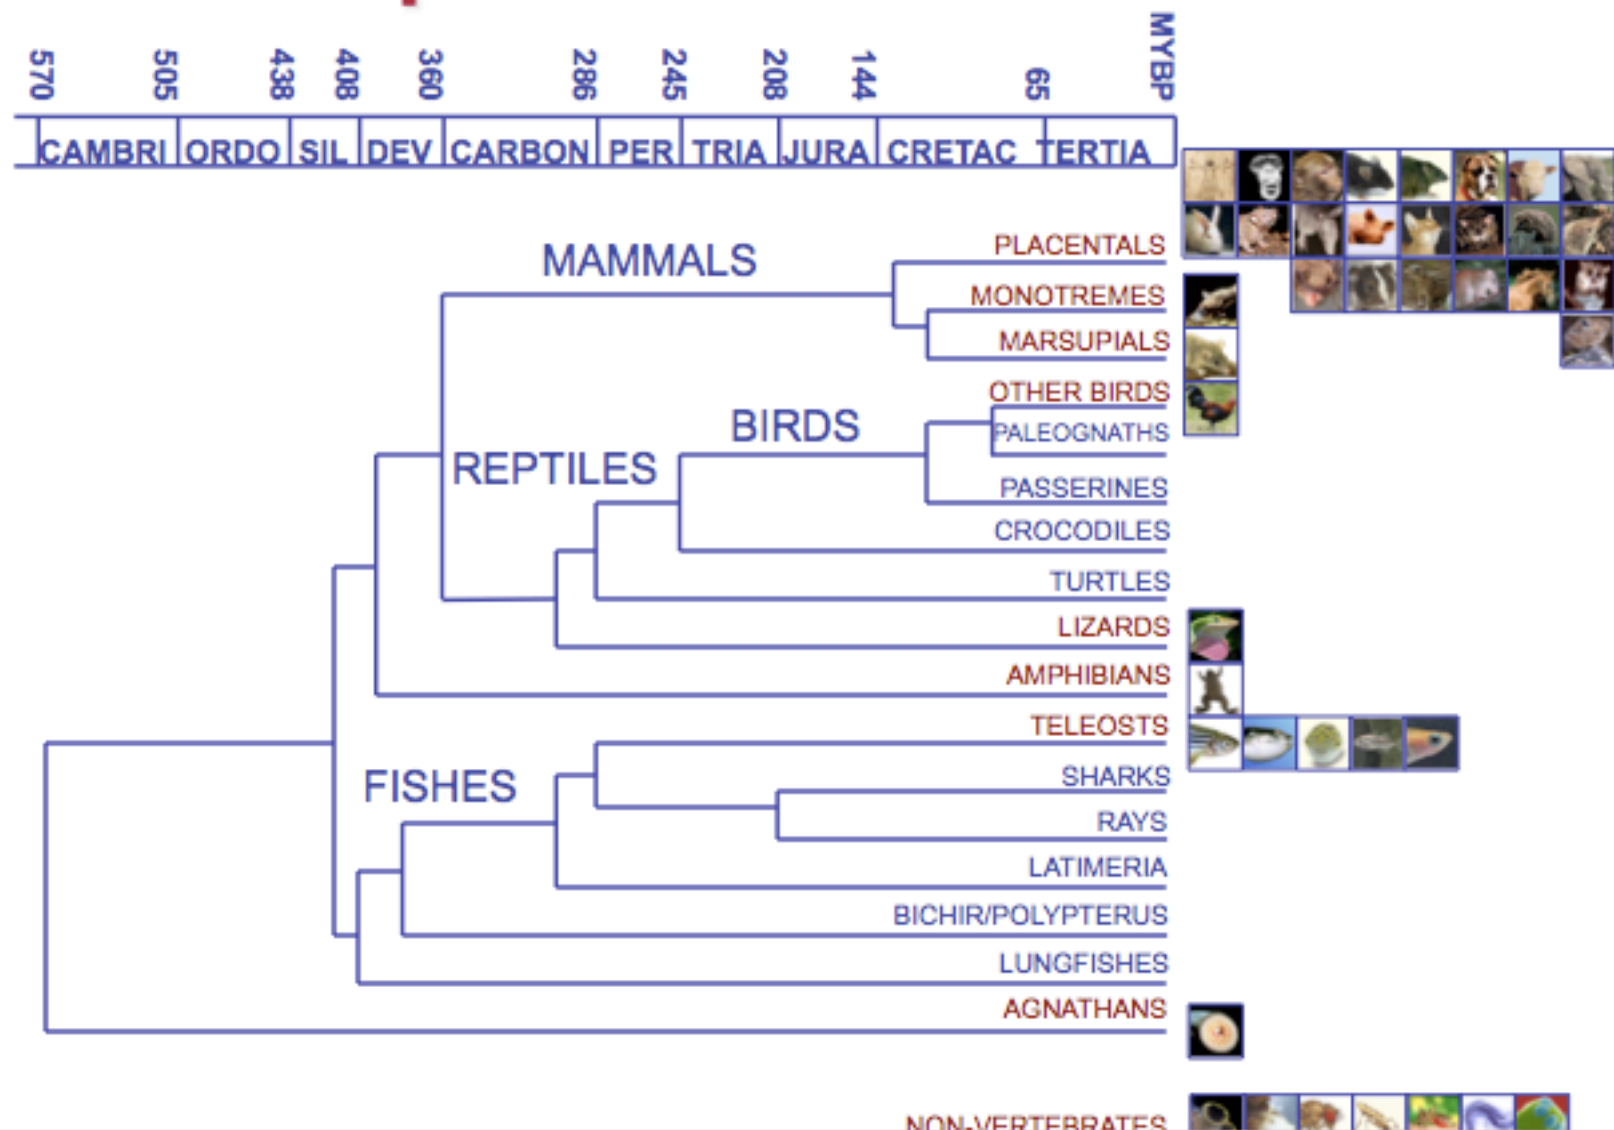 MYBP
570 505 438 408 360 286 245 208 144 65
CAMBRI ORDO SIL DEV CARBON PER TRIA JURA CRETAC TERTIA
PLACENTALS
MAMMALS
MONOTREMES
MARSUPIALS
OTHER BIRDS
BIRDS
PALEOGNATHS
REPTILES
PASSERINES
CROCODILES
TURTLES
LIZARDS
AMPHIBIANS
TELEOSTS
SHARKS
FISHES
RAYS
LATIMERIA
BICHIR/POLYPTERUS
LUNGFISHES
AGNATHANS
NON-VERTEBRATES